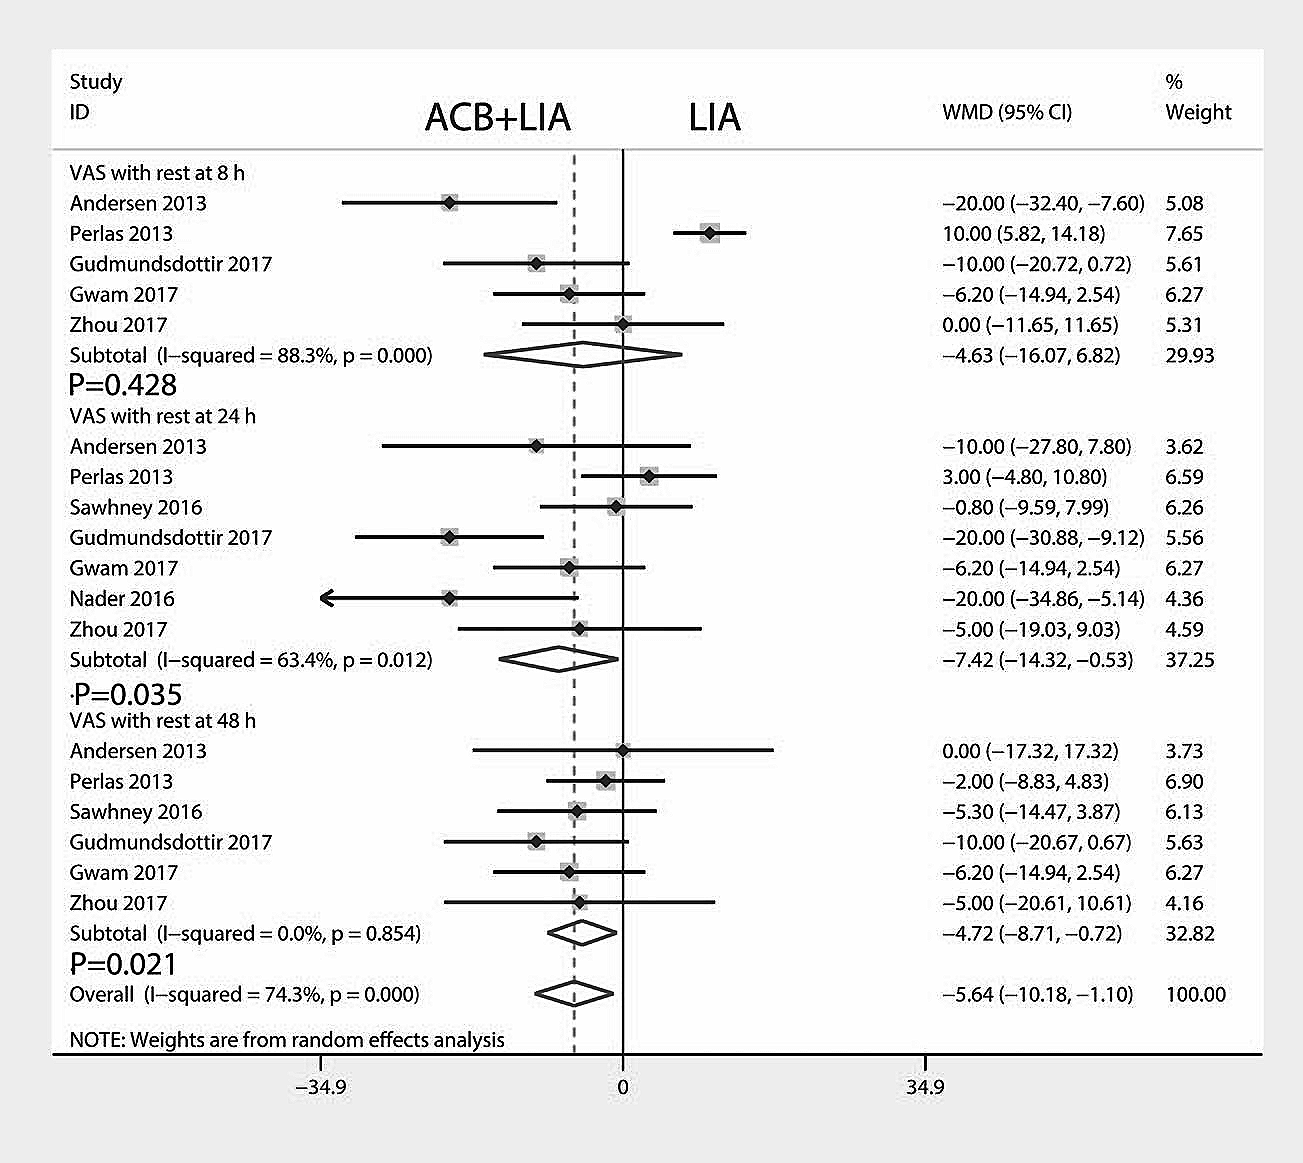 Study %
ID ACB+LIA LIA WMD (95% CI) Weight
VAS with rest at 8 h
Andersen 2013 −20.00 (−32.40, −7.60) 5.08
Perlas 2013 10.00 (5.82, 14.18) 7.65
Gudmundsdottir 2017 −10.00 (−20.72, 0.72) 5.61
Gwam 2017 −6.20 (−14.94, 2.54) 6.27
Zhou 2017 0.00 (−11.65, 11.65) 5.31
Subtotal (I−squared = 88.3%, p = 0.000) −4.63 (−16.07, 6.82) 29.93
P=0.428
VAS with rest at 24 h
Andersen 2013 −10.00 (−27.80, 7.80) 3.62
Perlas 2013 3.00 (−4.80, 10.80) 6.59
Sawhney 2016 −0.80 (−9.59, 7.99) 6.26
Gudmundsdottir 2017 −20.00 (−30.88, −9.12) 5.56
Gwam 2017 −6.20 (−14.94, 2.54) 6.27
Nader 2016 −20.00 (−34.86, −5.14) 4.36
Zhou 2017 −5.00 (−19.03, 9.03) 4.59
Subtotal (I−squared = 63.4%, p = 0.012) −7.42 (−14.32, −0.53) 37.25
P=0.035
VAS with rest at 48 h
Andersen 2013 0.00 (−17.32, 17.32) 3.73
Perlas 2013 −2.00 (−8.83, 4.83) 6.90
Sawhney 2016 −5.30 (−14.47, 3.87) 6.13
Gudmundsdottir 2017 −10.00 (−20.67, 0.67) 5.63
Gwam 2017 −6.20 (−14.94, 2.54) 6.27
Zhou 2017 −5.00 (−20.61, 10.61) 4.16
Subtotal (I−squared = 0.0%, p = 0.854) −4.72 (−8.71, −0.72) 32.82
P=0.021
Overall (I−squared = 74.3%, p = 0.000) −5.64 (−10.18, −1.10) 100.00
NOTE: Weights are from random effects analysis
−34.9 0 34.9